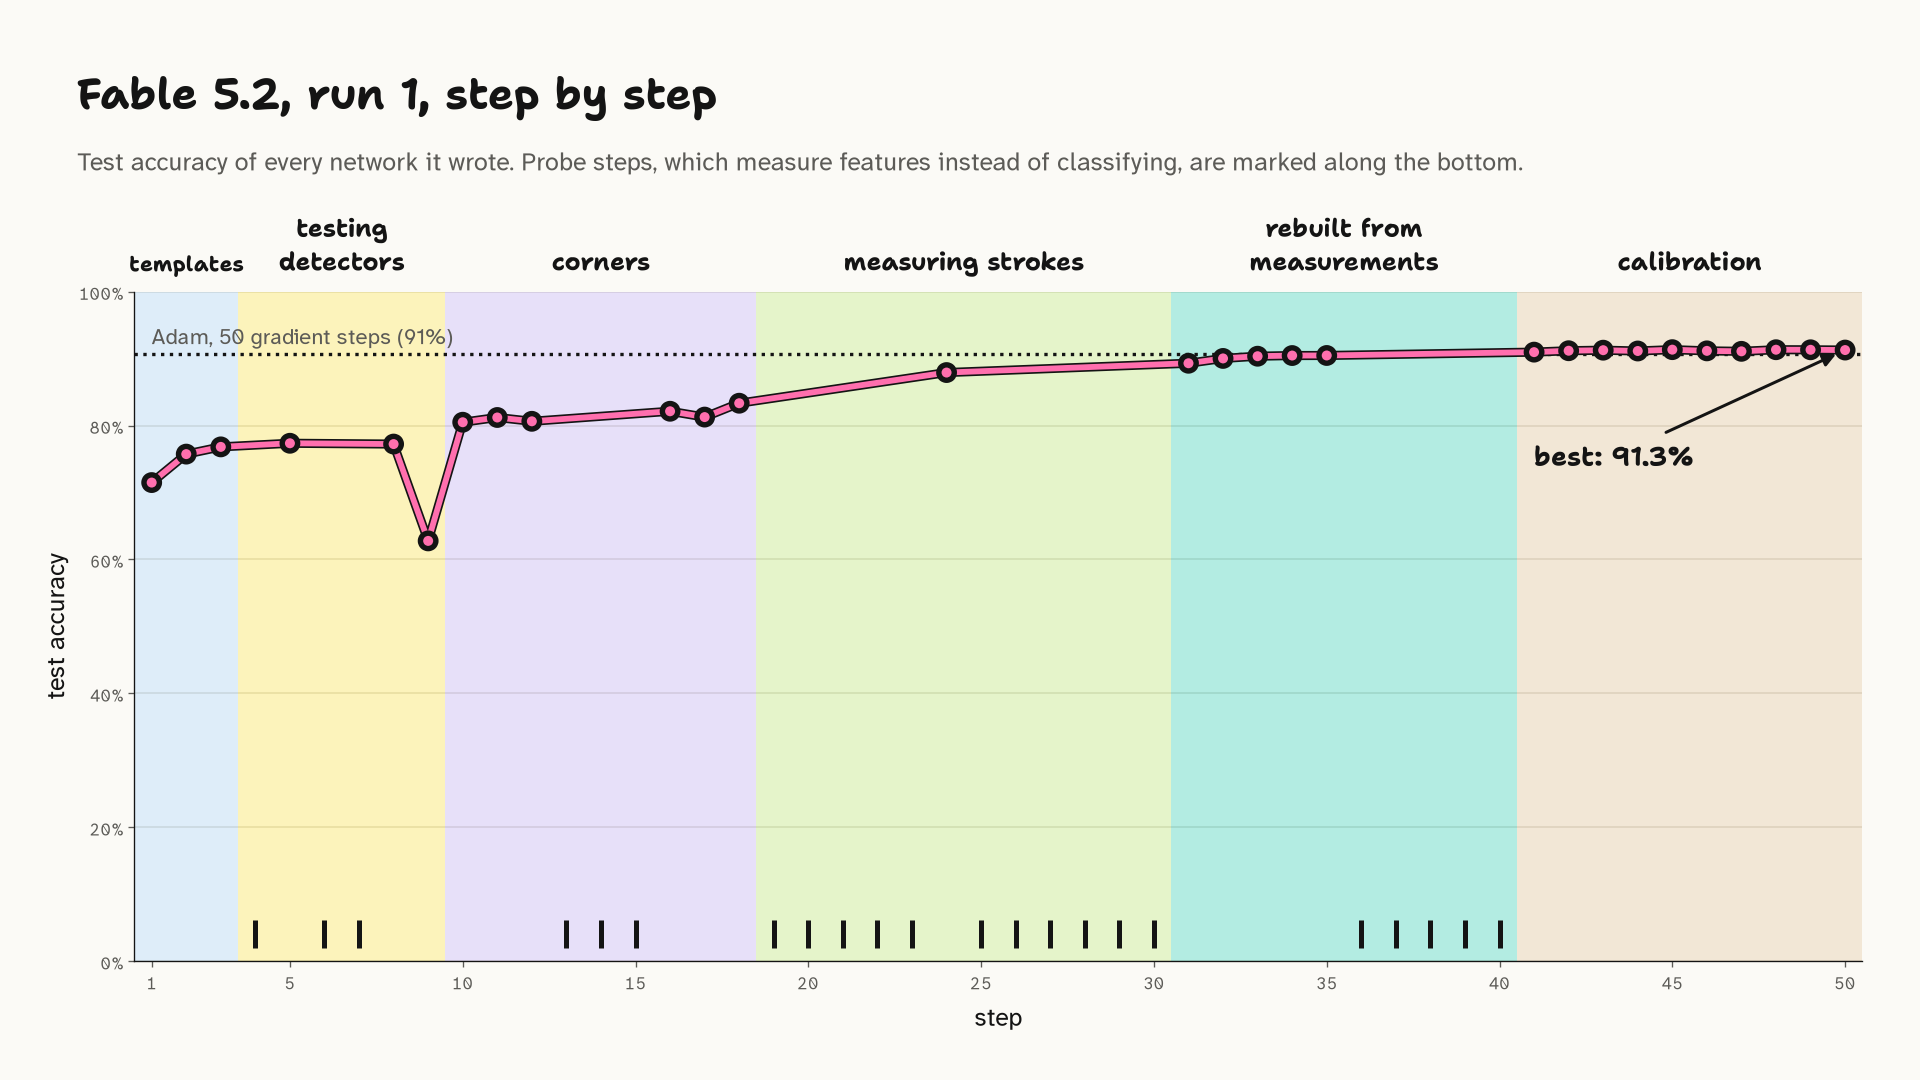 Fable 5.2, run 1, step by step
Test accuracy of every network it wrote. Probe steps, which measure features instead of classifying, are marked along the bottom.
templates
testing
detectors
corners
measuring strokes
rebuilt from
measurements
calibration
100%
80%
60%
40%
20%
0%
test accuracy
Adam, 50 gradient steps (91%)
best: 91.3%
1 5 10 15 20 25 30 35 40 45 50
step